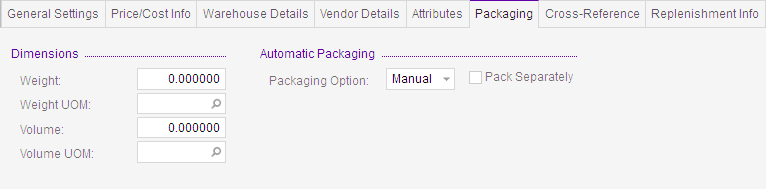 General Settings Price/Cost Info Warehouse Details Vendor Details Attributes Packaging Cross-Reference Replenishment Info
Dimensions Automatic Packaging
Weight: 0.000000 Packaging Option: Manual Pack Separately
Weight UOM:
Volume: 0.000000
Volume UOM: